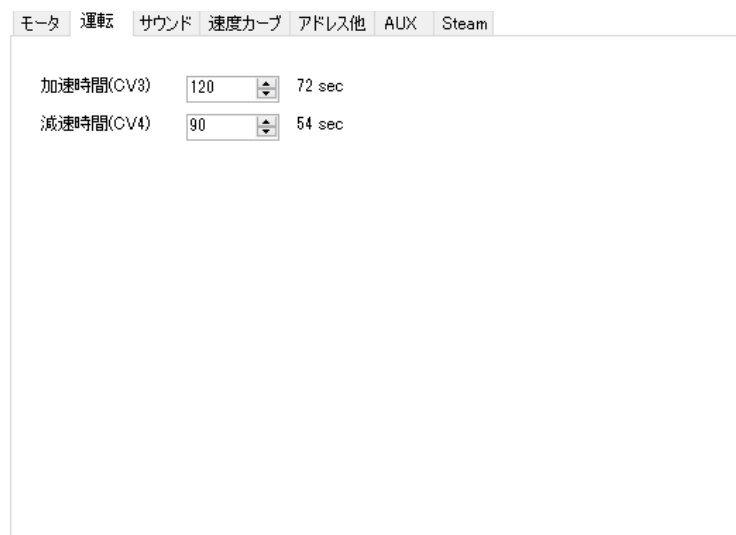 モータ 運転 サウンド 速度カーブ アドレス他 AUX Steam
加速時間(CV3) 120 72 sec
減速時間(CV4) 90 54 sec